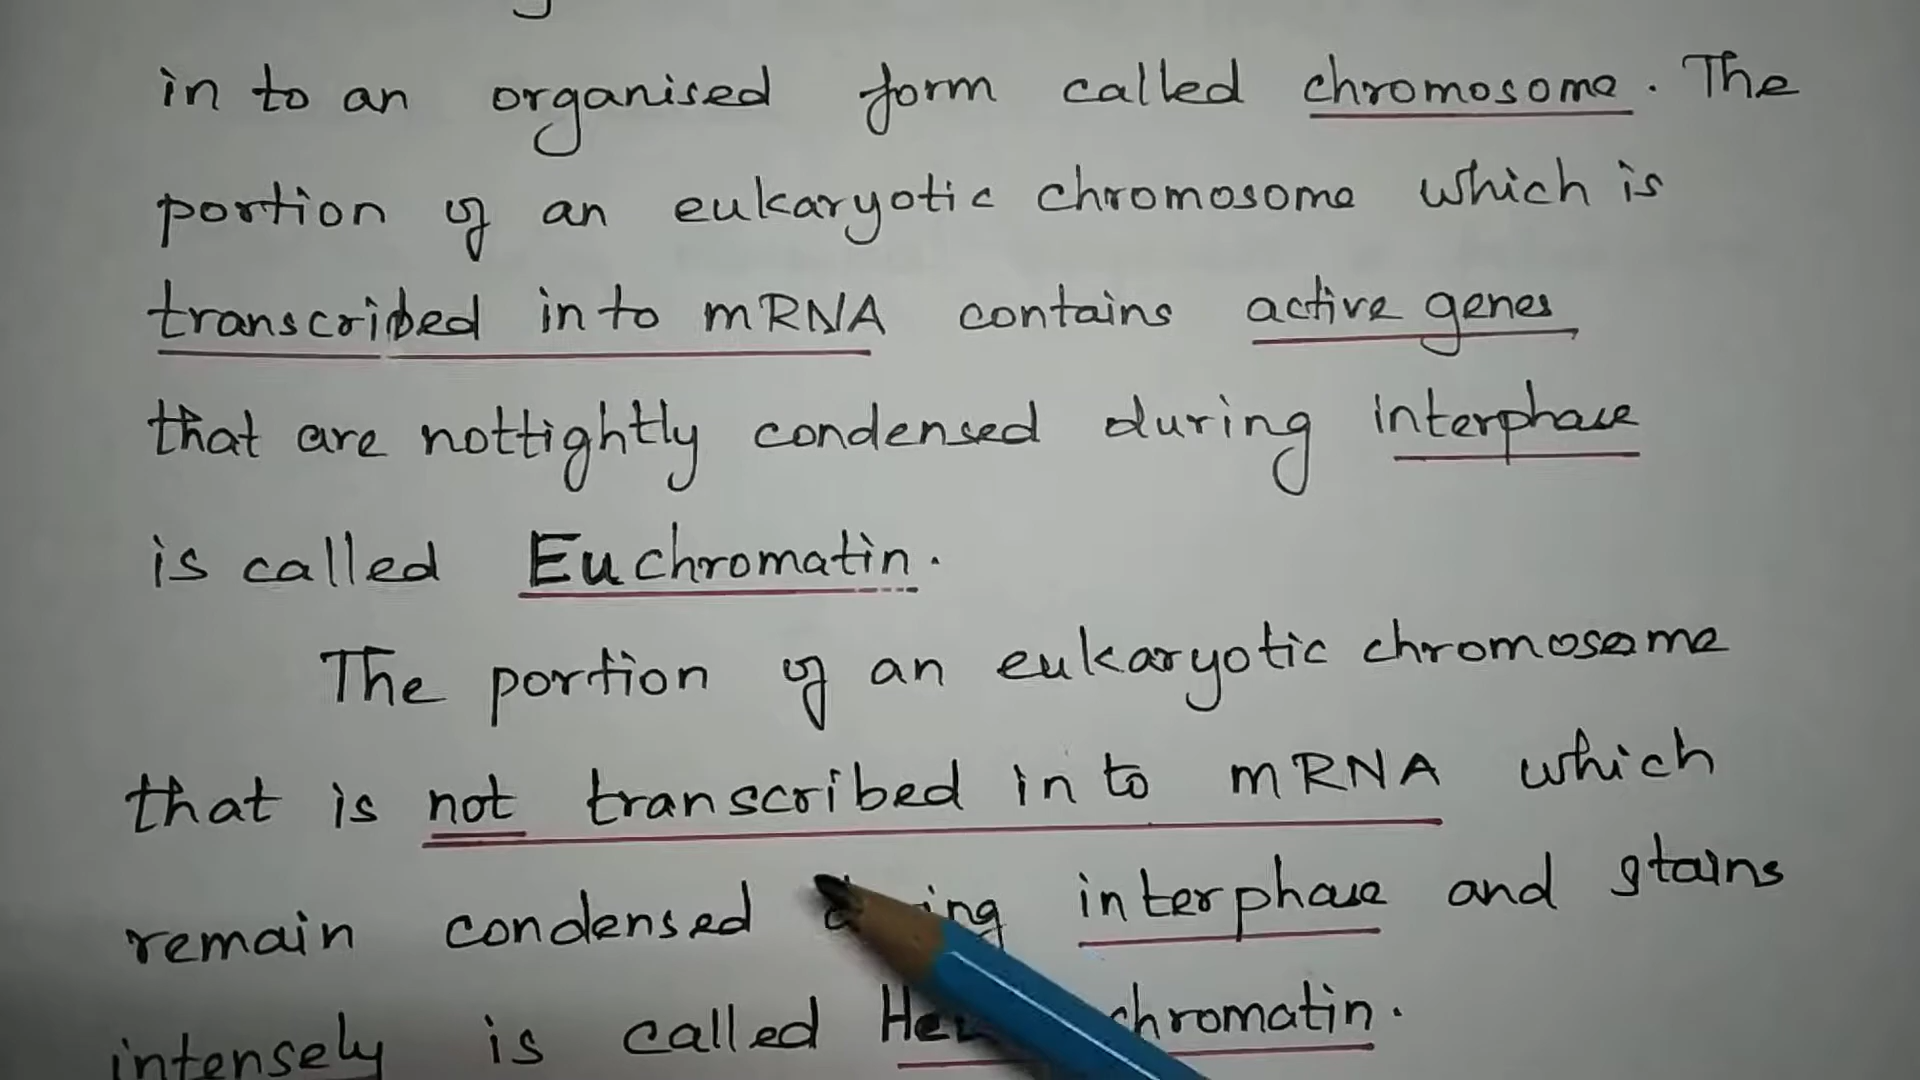 in to an organised form called chromosome. The
portion of an eukaryotic chromosome which is
transcribed in to mRNA contains active genes
that are not tightly condensed during interphase
is called Euchromatin.
The portion of an eukaryotic chromosome
that is not transcribed in to mRNA which
remain condensed interphase and stains
intensely is called chromatin.